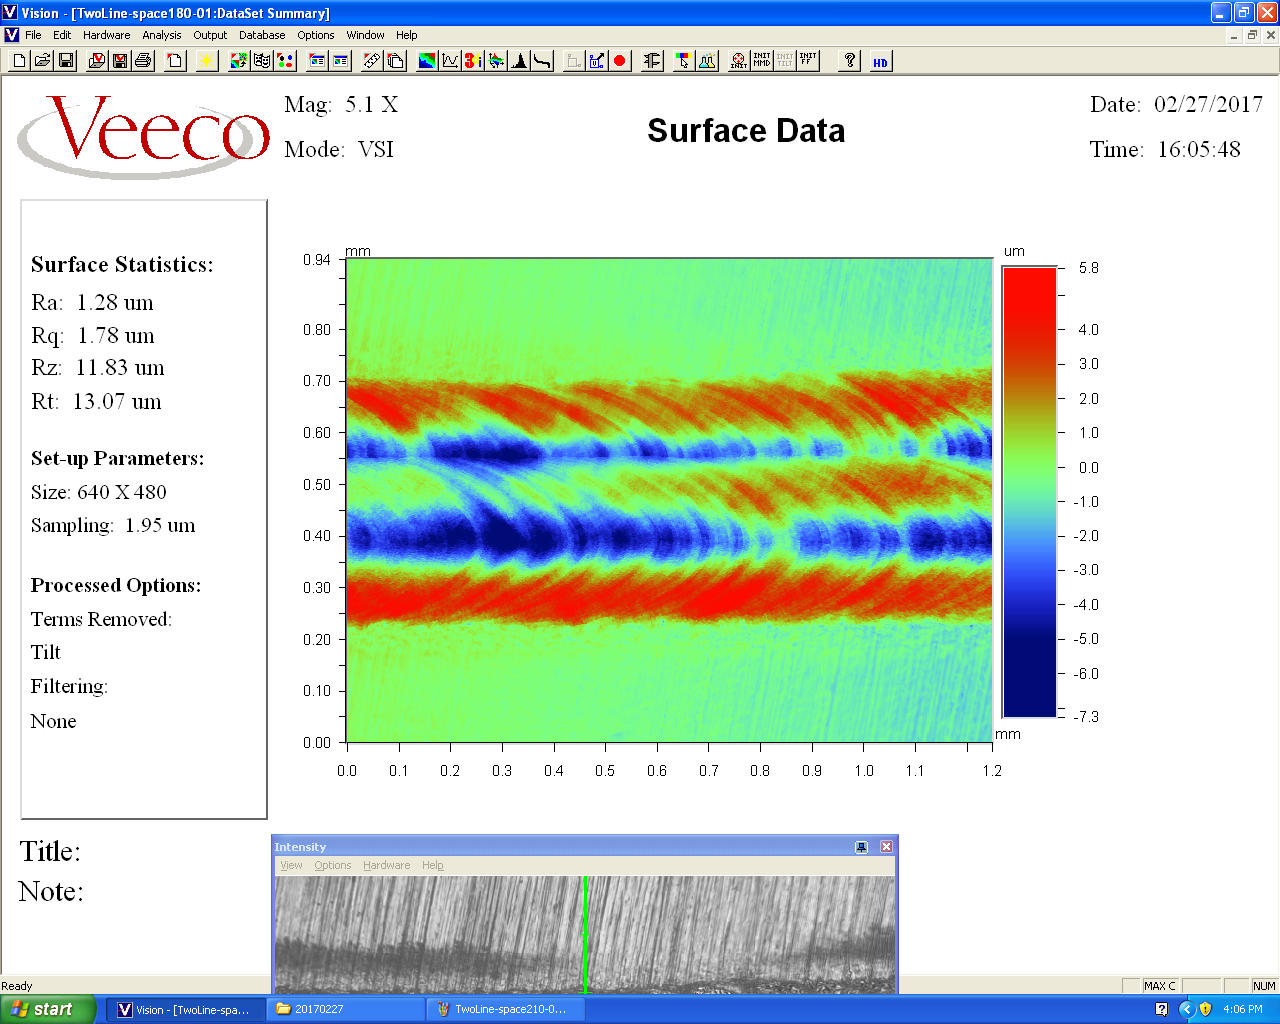 Vision - [TwoLine-space180-01:DataSet Summary]
File Edit Hardware Analysis Output Database Options Window Help
INIT INIT MMD INIT TILT INIT FF ? HD
Veeco
Mag: 5.1 X
Mode: VSI
Surface Data
Date: 02/27/2017
Time: 16:05:48
Surface Statistics:
Ra: 1.28 um
Rq: 1.78 um
Rz: 11.83 um
Rt: 13.07 um
Set-up Parameters:
Size: 640 X 480
Sampling: 1.95 um
Processed Options:
Terms Removed:
Tilt
Filtering:
None
mm
0.94
0.80
0.70
0.60
0.50
0.40
0.30
0.20
0.10
0.00
0.0 0.1 0.2 0.3 0.4 0.5 0.6 0.7 0.8 0.9 1.0 1.1 1.2
um
5.8
4.0
3.0
2.0
1.0
0.0
-1.0
-2.0
-3.0
-4.0
-5.0
-6.0
-7.3
mm
Title:
Note:
Intensity
View Options Hardware Help
Ready
MAX C NUM
start Vision - [TwoLine-spa... 20170227 TwoLine-space210-0... 4:06 PM